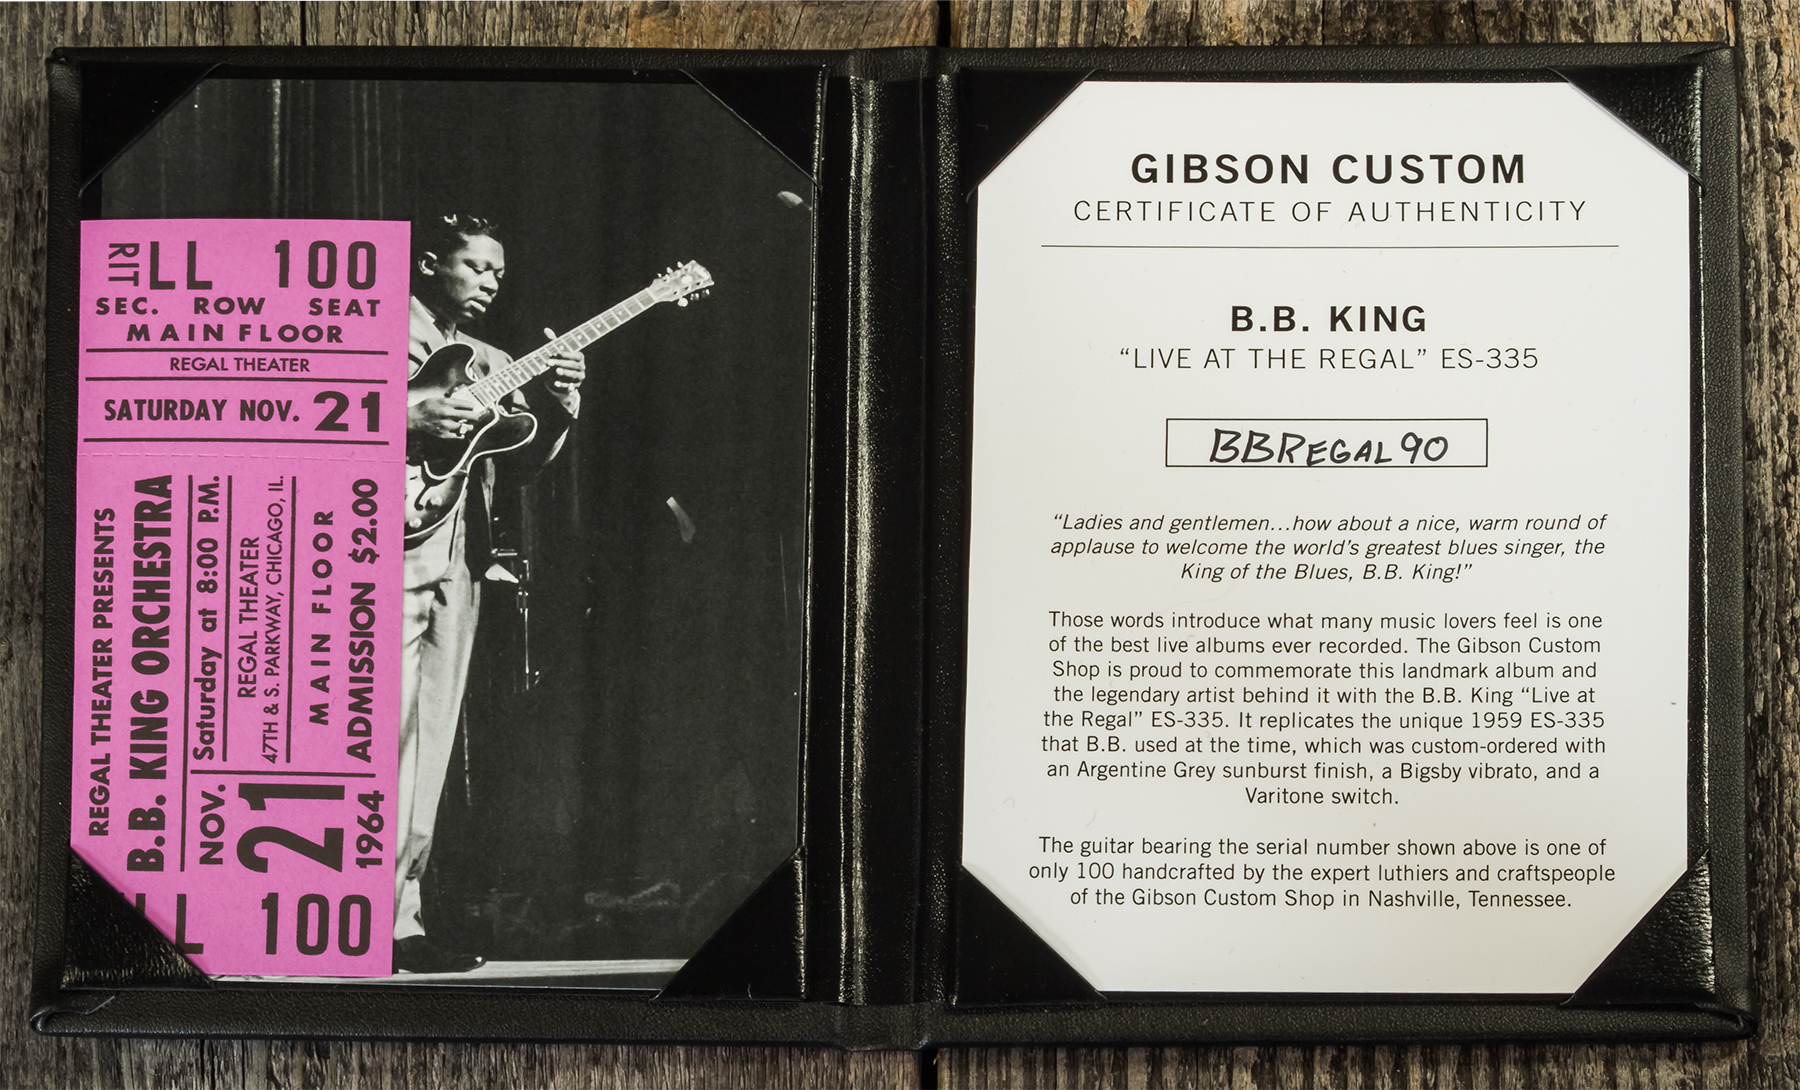 RIT LL 100
SEC. ROW SEAT
MAIN FLOOR
REGAL THEATER
SATURDAY NOV. 21
REGAL THEATER PRESENTS
B.B. KING ORCHESTRA
Saturday at 8:00 P.M.
REGAL THEATER
47TH & S. PARKWAY, CHICAGO, IL.
MAIN FLOOR
ADMISSION $2.00
NOV. 21 1964
LL 100
GIBSON CUSTOM
CERTIFICATE OF AUTHENTICITY
B.B. KING
“LIVE AT THE REGAL” ES-335
BBREGAL90
“Ladies and gentlemen...how about a nice, warm round of
applause to welcome the world’s greatest blues singer, the
King of the Blues, B.B. King!”
Those words introduce what many music lovers feel is one
of the best live albums ever recorded. The Gibson Custom
Shop is proud to commemorate this landmark album and
the legendary artist behind it with the B.B. King “Live at
the Regal” ES-335. It replicates the unique 1959 ES-335
that B.B. used at the time, which was custom-ordered with
an Argentine Grey sunburst finish, a Bigsby vibrato, and a
Varitone switch.
The guitar bearing the serial number shown above is one of
only 100 handcrafted by the expert luthiers and craftspeople
of the Gibson Custom Shop in Nashville, Tennessee.